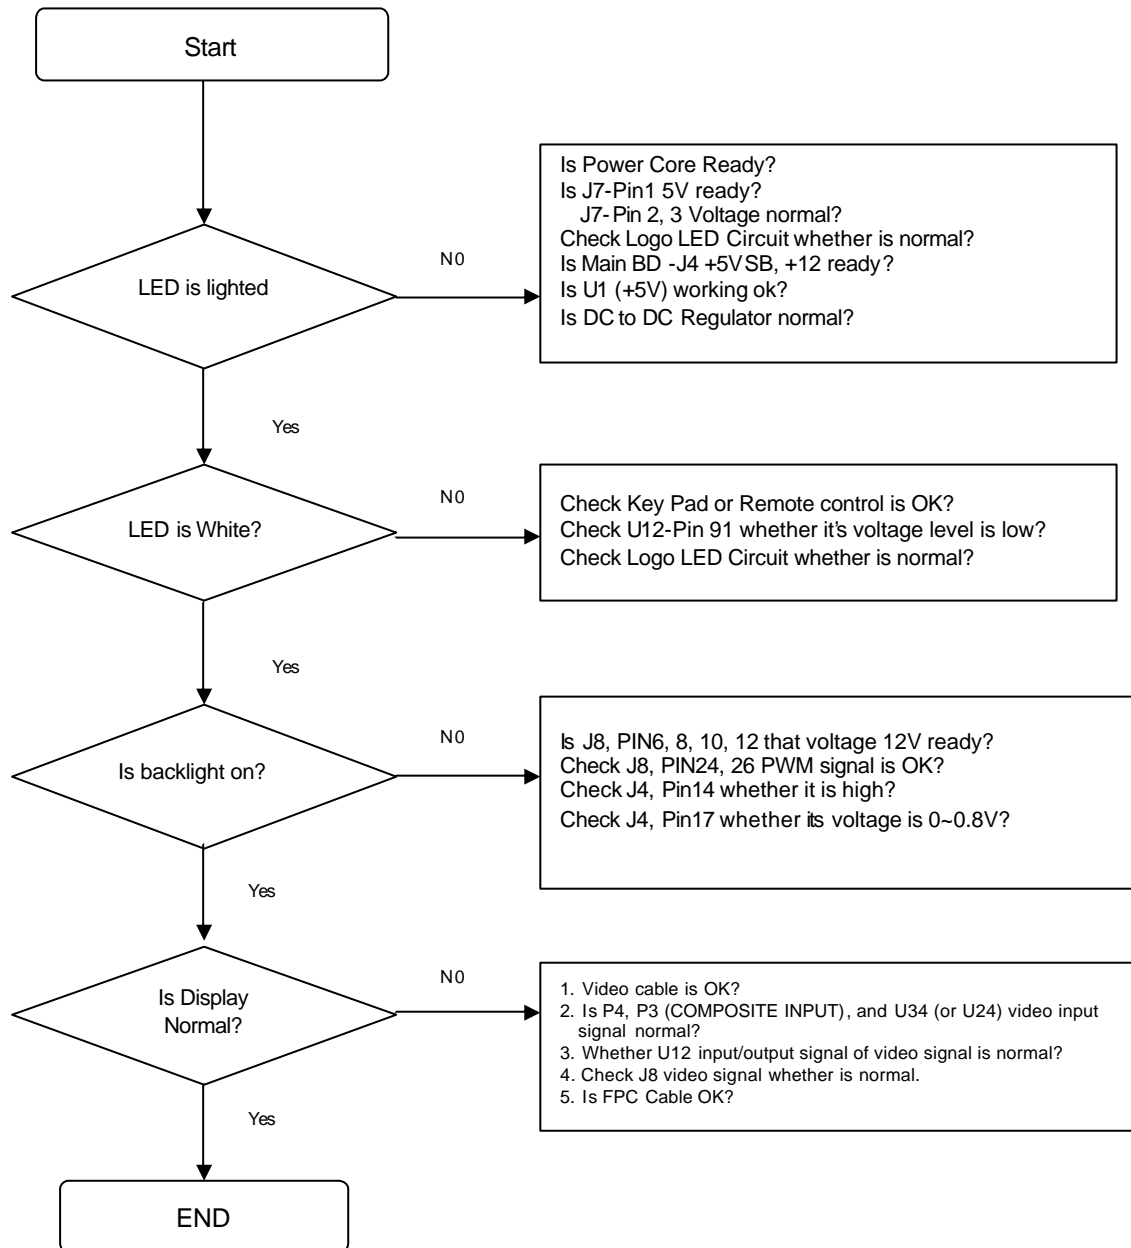 Start
Is Power Core Ready?
Is J7-Pin1 5V ready?
J7-Pin 2, 3 Voltage normal?
Check Logo LED Circuit whether is normal?
Is Main BD -J4 +5VSB, +12 ready?
Is U1 (+5V) working ok?
Is DC to DC Regulator normal?
N0
LED is lighted
Yes
N0
LED is White?
Check Key Pad or Remote control is OK?
Check U12-Pin 91 whether it's voltage level is low?
Check Logo LED Circuit whether is normal?
Yes
N0
Is backlight on?
Is J8, PIN6, 8, 10, 12 that voltage 12V ready?
Check J8, PIN24, 26 PWM signal is OK?
Check J4, Pin14 whether it is high?
Check J4, Pin17 whether its voltage is 0~0.8V?
Yes
N0
Is Display
Normal?
1. Video cable is OK?
2. Is P4, P3 (COMPOSITE INPUT), and U34 (or U24) video input
signal normal?
3. Whether U12 input/output signal of video signal is normal?
4. Check J8 video signal whether is normal.
5. Is FPC Cable OK?
Yes
END